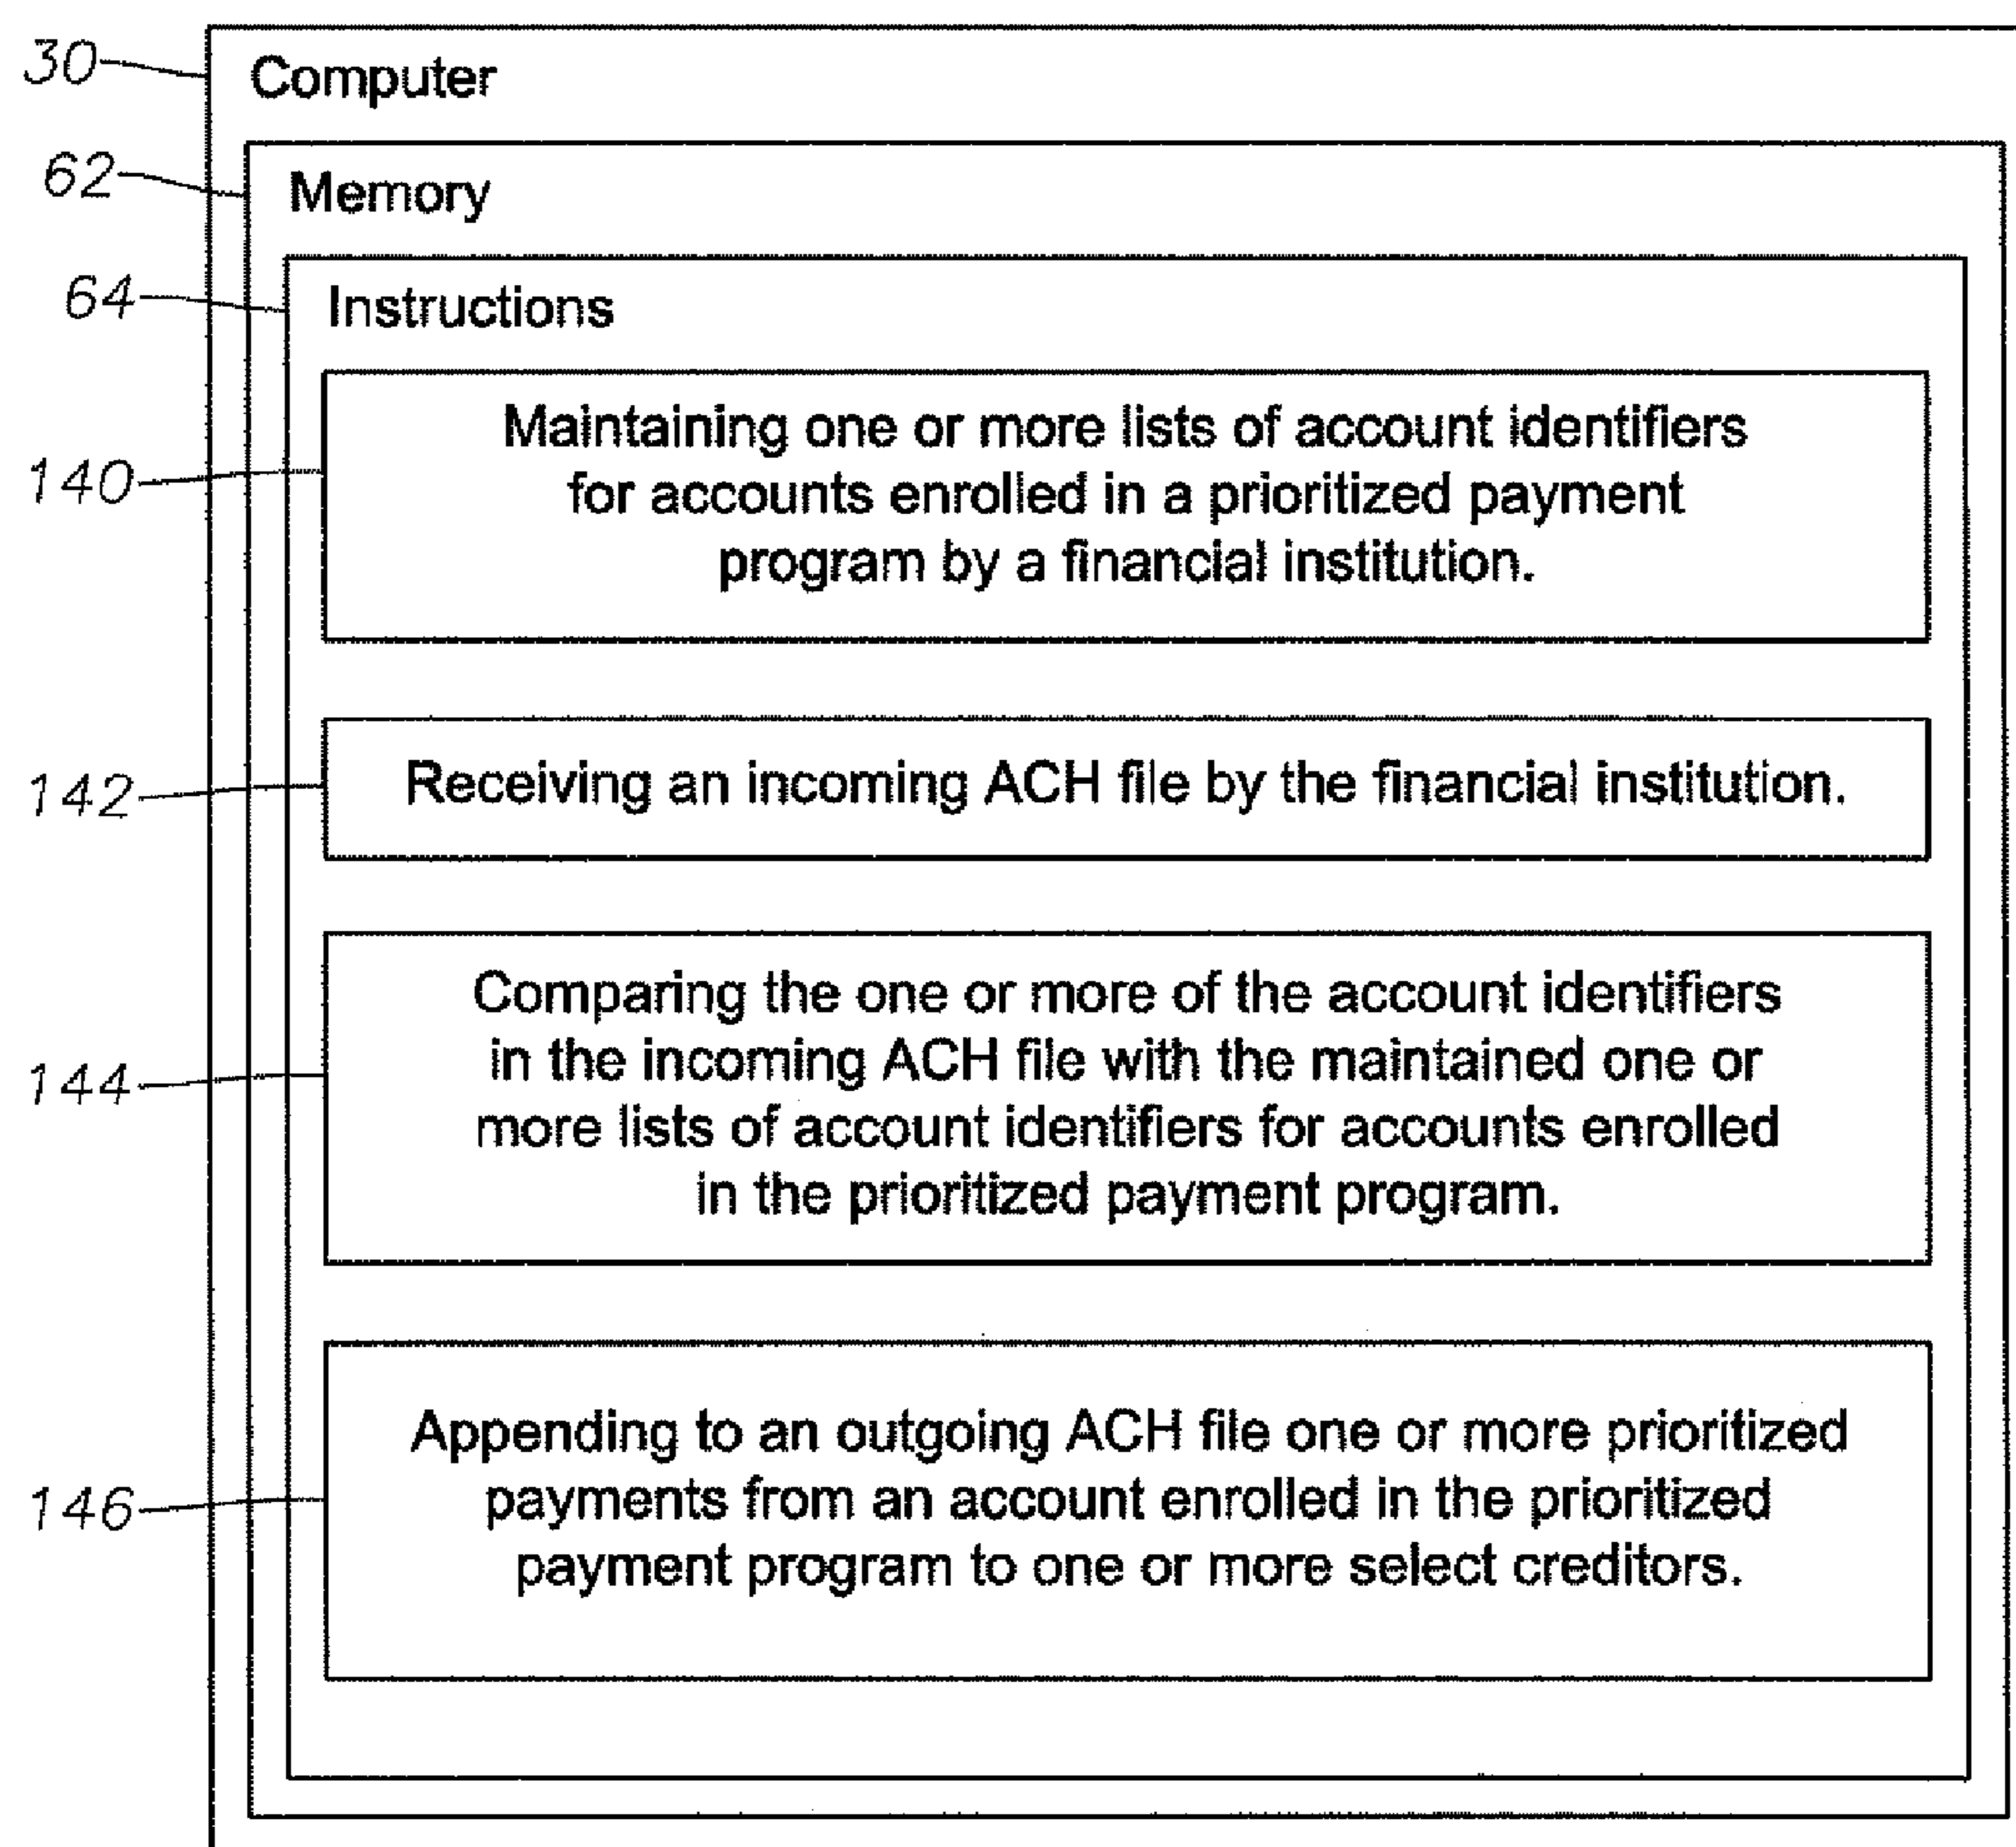 30
Computer
62
Memory
64
Instructions
140
Maintaining one or more lists of account identifiers
for accounts enrolled in a prioritized payment
program by a financial institution.
142
Receiving an incoming ACH file by the financial institution.
144
Comparing the one or more of the account identifiers
in the incoming ACH file with the maintained one or
more lists of account identifiers for accounts enrolled
in the prioritized payment program.
146
Appending to an outgoing ACH file one or more prioritized
payments from an account enrolled in the prioritized
payment program to one or more select creditors.